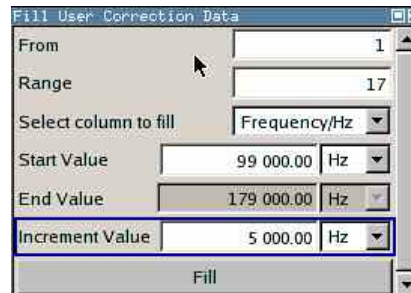 Fill User Correction Data
From 1
Range 17
Select column to fill Frequency/Hz
Start Value 99 000.00 Hz
End Value 179 000.00 Hz
Increment Value 5 000.00 Hz
Fill